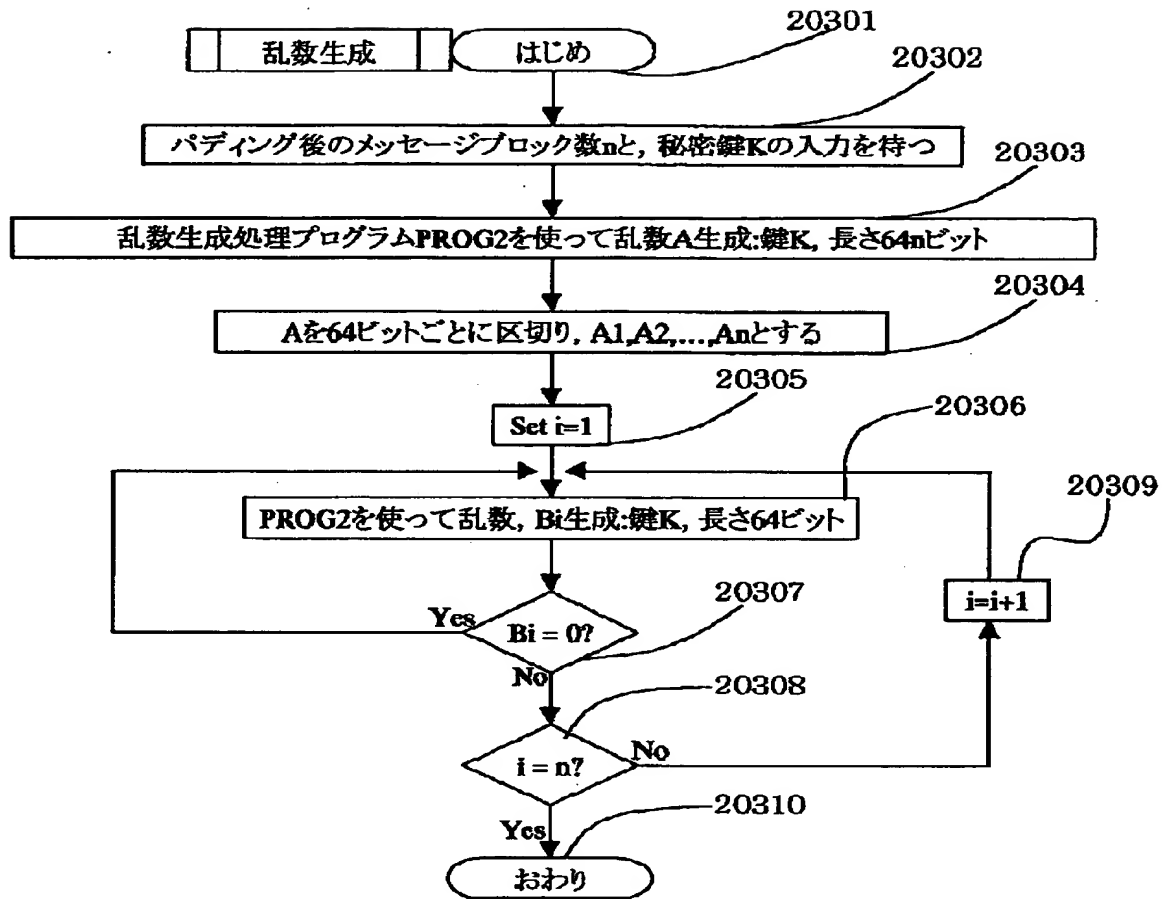 20301
乱数生成
はじめ
20302
パディング後のメッセージブロック数nと, 秘密鍵Kの入力を待つ
20303
乱数生成処理プログラムPROG2を使って乱数A生成:鍵K, 長さ64nビット
20304
Aを64ビットごとに区切り, A1,A2,...,Anとする
20305
Set i=1
20306
PROG2を使って乱数, Bi生成:鍵K, 長さ64ビット
20309
i=i+1
20307
Yes
Bi = 0?
No
20308
i = n?
No
20310
Yes
おわり